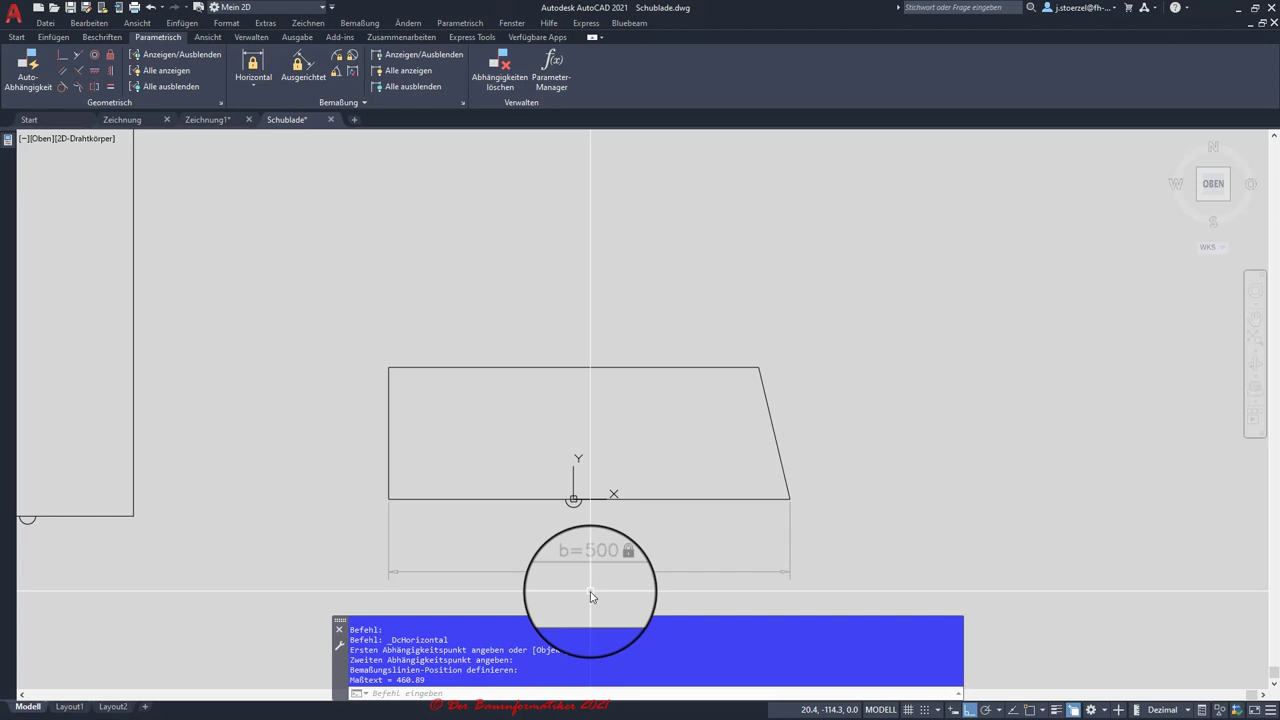 Mein 2D
Autodesk AutoCAD 2021 Schublade.dwg
Stichwort oder Frage eingeben
j.stoerzel@fh-...
Datei Bearbeiten Ansicht Einfügen Format Extras Zeichnen Bemaßung Ändern Parametrisch Fenster Hilfe Express Bluebeam
Start Einfügen Beschriften Parametrisch Ansicht Verwalten Ausgabe Add-ins Zusammenarbeiten Express Tools Verfügbare Apps
Auto-
Abhängigkeit
Anzeigen/Ausblenden
Alle anzeigen
Alle ausblenden
Geometrisch
Horizontal
Ausgerichtet
Anzeigen/Ausblenden
Alle anzeigen
Alle ausblenden
Bemaßung
Abhängigkeiten
löschen
f(x)
Parameter-
Manager
Verwalten
Start Zeichnung Zeichnung1* Schublade*
[−][Oben][2D-Drahtkörper]
N
W OBEN O
S
WKS
Y
X
b=500
Befehl:
Befehl: _DcHorizontal
Ersten Abhängigkeitspunkt angeben oder [Objek
Zweiten Abhängigkeitspunkt angeben:
Bemaßungslinien-Position definieren:
Maßtext = 460.89
Befehl eingeben
© Der Bauinformatiker 2021
Modell Layout1 Layout2
20.4, -114.3, 0.0 MODELL
Dezimal